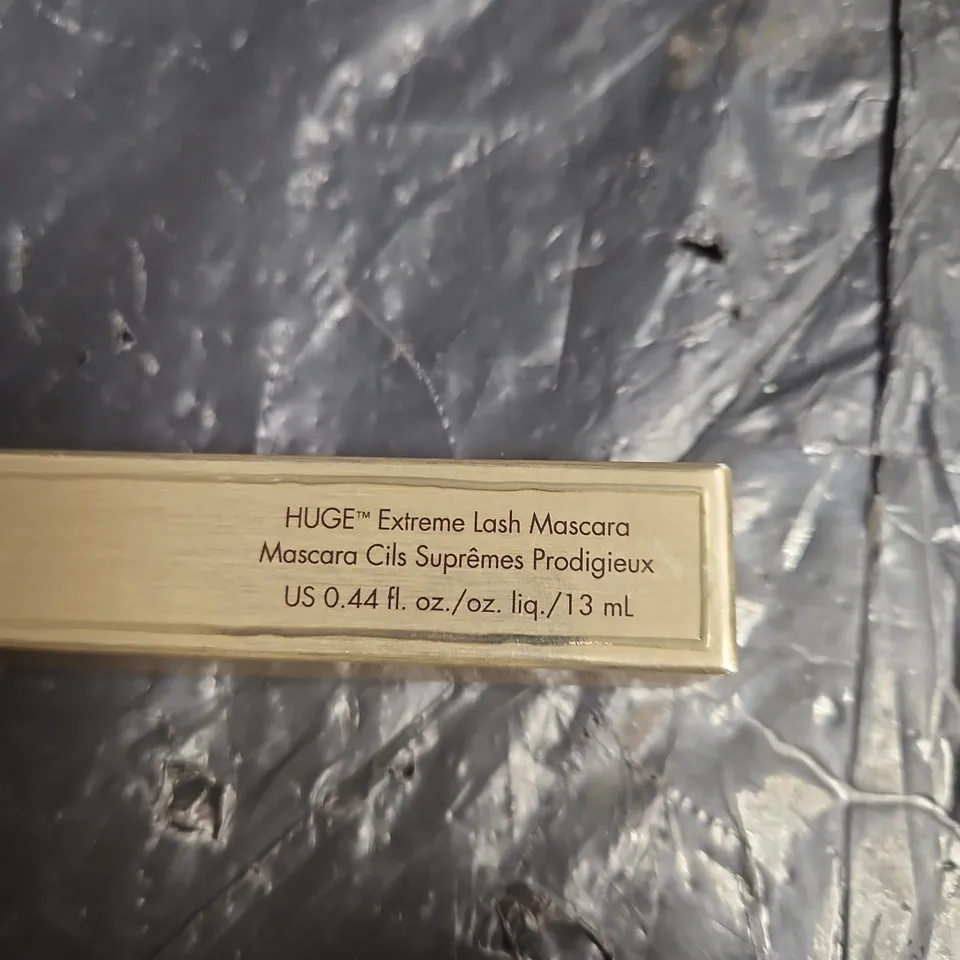 HUGE™ Extreme Lash Mascara
Mascara Cils Suprêmes Prodigieux
US 0.44 fl. oz./oz. liq./13 mL